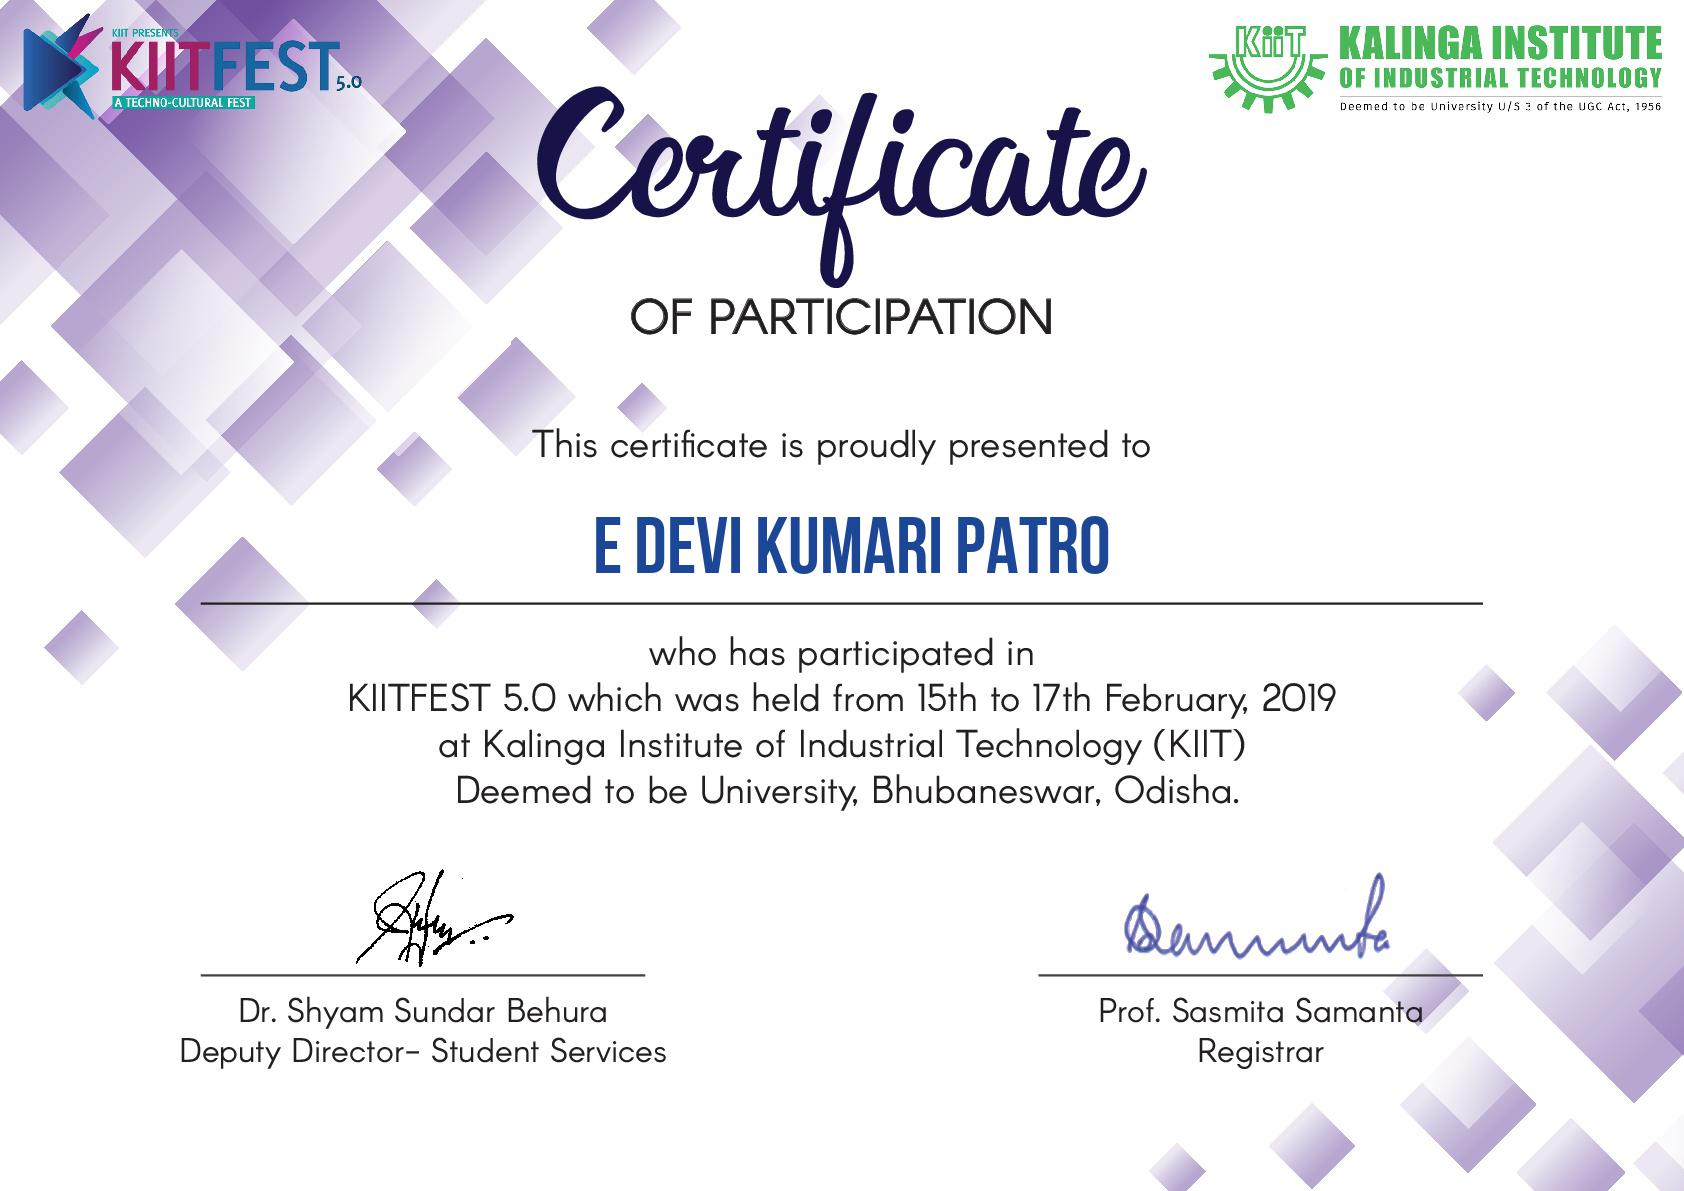 KIIT PRESENTS
KIITFEST 5.0
A TECHNO-CULTURAL FEST
KiiT
KALINGA INSTITUTE
OF INDUSTRIAL TECHNOLOGY
Deemed to be University U/S 3 of the UGC Act, 1956
Certificate
OF PARTICIPATION
This certificate is proudly presented to
E DEVI KUMARI PATRO
who has participated in
KIITFEST 5.0 which was held from 15th to 17th February, 2019
at Kalinga Institute of Industrial Technology (KIIT)
Deemed to be University, Bhubaneswar, Odisha.
Dr. Shyam Sundar Behura
Deputy Director- Student Services
Prof. Sasmita Samanta
Registrar